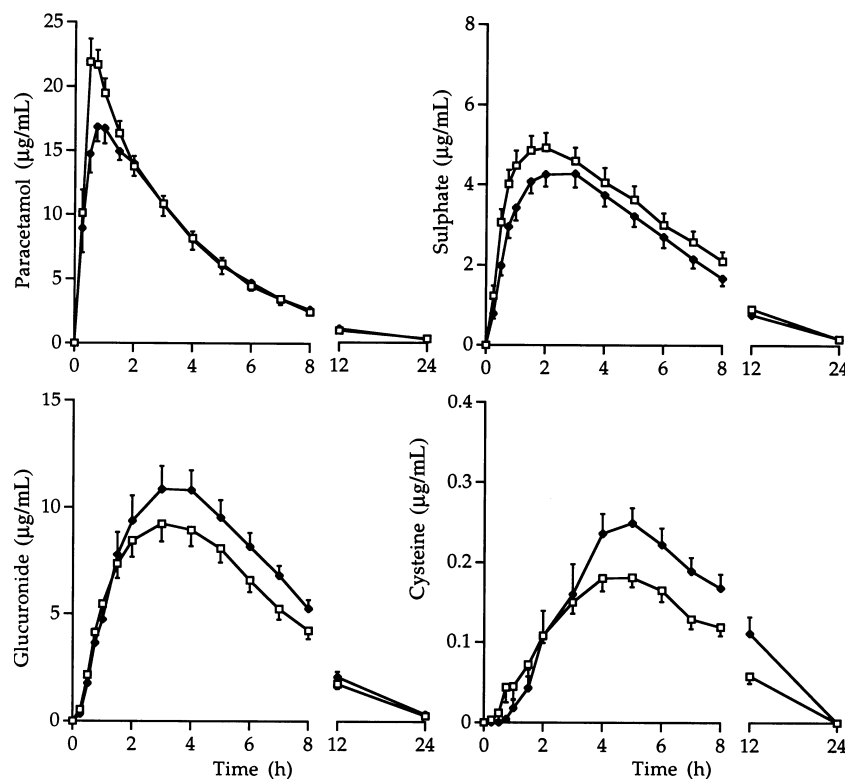 25
20
15
10
5
0
Paracetamol (µg/mL)
0 2 4 6 8 12 24
8
6
4
2
0
Sulphate (µg/mL)
0 2 4 6 8 12 24
15
10
5
0
Glucuronide (µg/mL)
0 2 4 6 8 12 24
Time (h)
0.4
0.3
0.2
0.1
0
Cysteine (µg/mL)
0 2 4 6 8 12 24
Time (h)